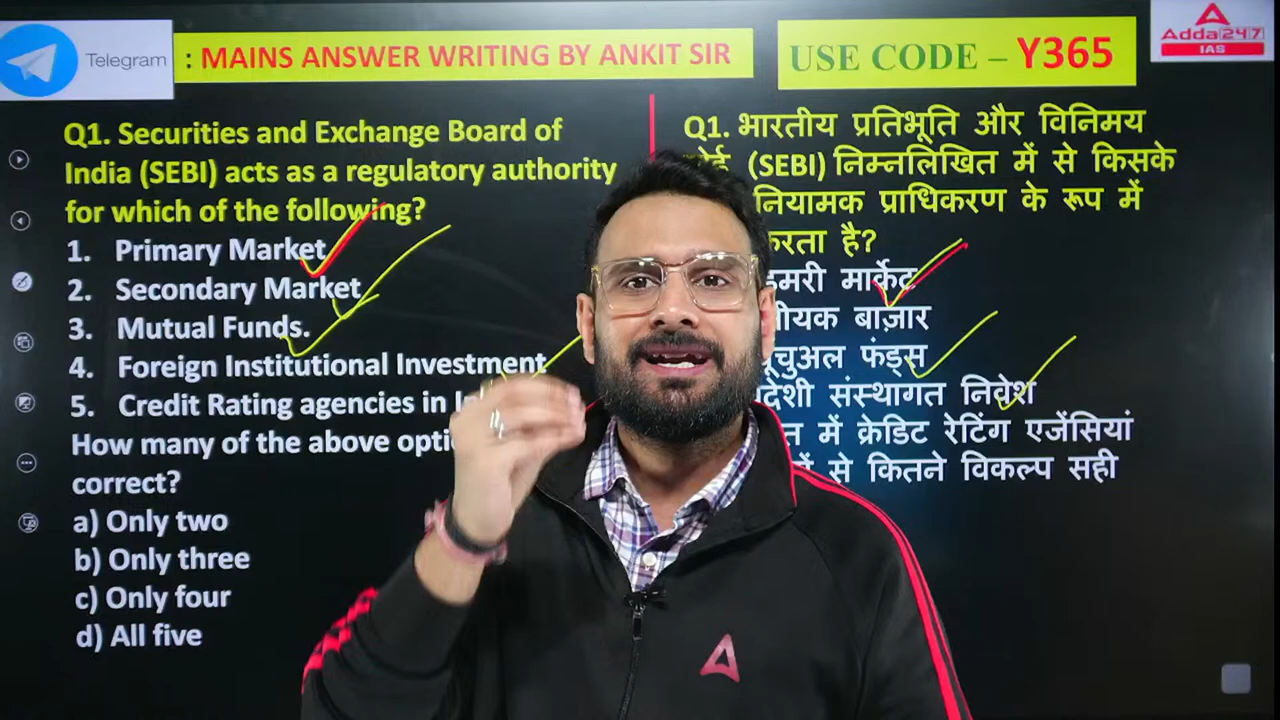 Telegram
: MAINS ANSWER WRITING BY ANKIT SIR
USE CODE – Y365
Adda247
IAS
Q1. Securities and Exchange Board of
India (SEBI) acts as a regulatory authority
for which of the following?
1. Primary Market
2. Secondary Market
3. Mutual Funds.
4. Foreign Institutional Investment
5. Credit Rating agencies in
How many of the above
correct?
a) Only two
b) Only three
c) Only four
d) All five
Q1. भारतीय प्रतिभूति और विनिमय
(SEBI) निम्नलिखित में से किसके
नियामक प्राधिकरण के रूप में
है?
मार्केट
बाज़ार
फंड्स
संस्थागत निवेश
में क्रेडिट रेटिंग एजेंसियां
से कितने विकल्प सही